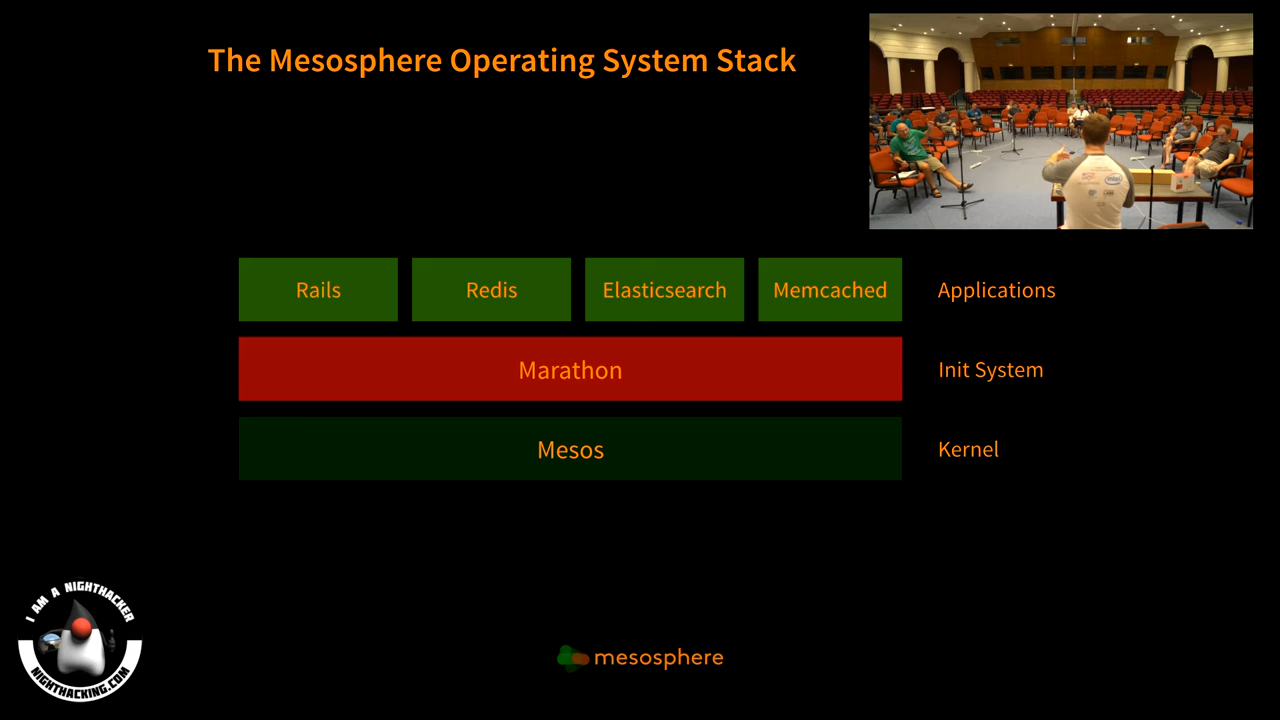 The Mesosphere Operating System Stack
intel
Rails Redis Elasticsearch Memcached Applications
Marathon Init System
Mesos Kernel
I AM A NIGHTHACKER
NIGHTHACKING.COM
mesosphere